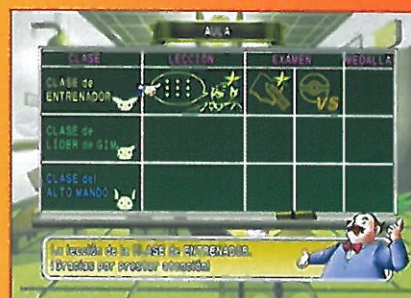 AULA
CLASE LECCIÓN EXAMEN MEDALLA
CLASE de
ENTRENADOR
VS
CLASE de
LÍDER de GIM.
CLASE del
ALTO MANDO
La lección de la CLASE de ENTRENADOR.
¡Gracias por prestar atención!